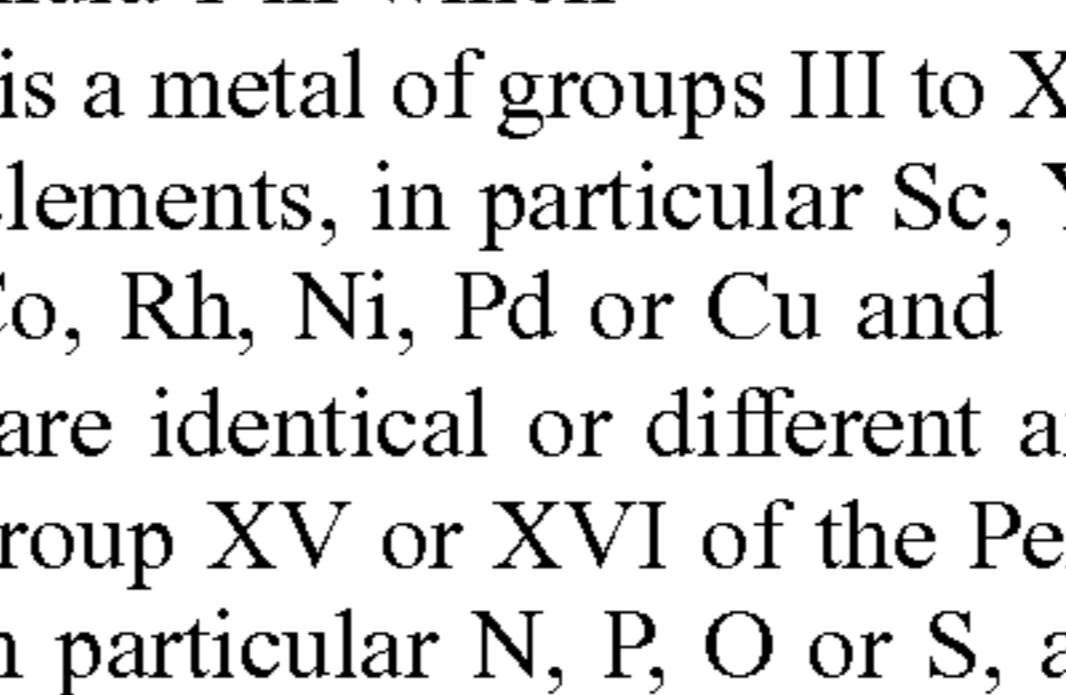 is a metal of groups III to X
lements, in particular Sc,
Co, Rh, Ni, Pd or Cu and
are identical or different
roup XV or XVI of the Pe
particular N, P, O or S,